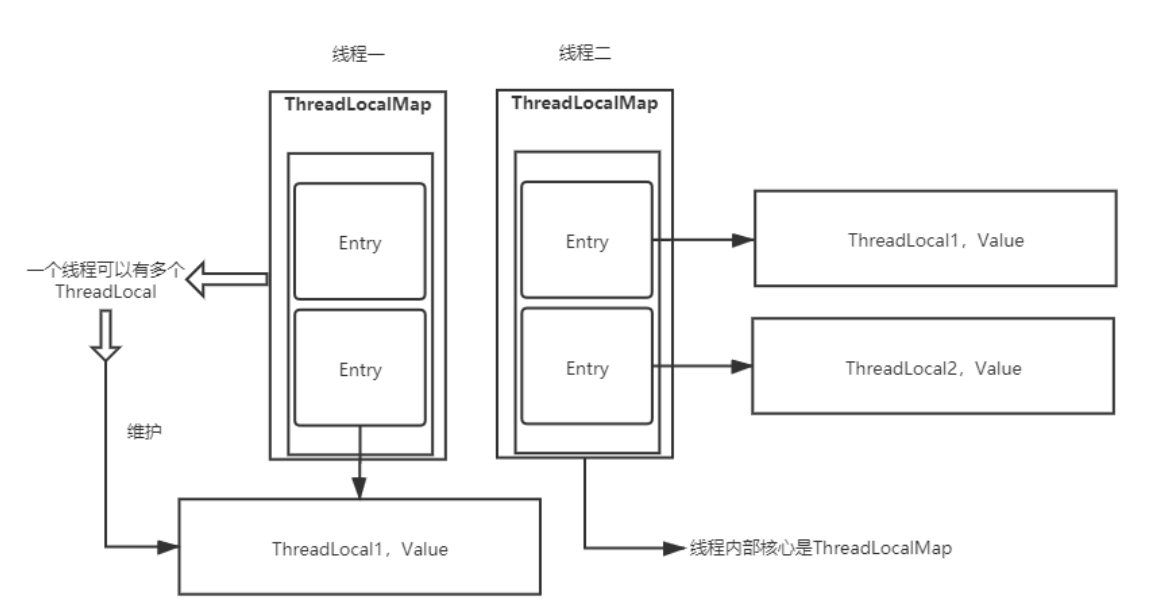 线程一
线程二
ThreadLocalMap
ThreadLocalMap
Entry
Entry
ThreadLocal1，Value
一个线程可以有多个
ThreadLocal
Entry
Entry
ThreadLocal2，Value
维护
ThreadLocal1，Value
线程内部核心是ThreadLocalMap